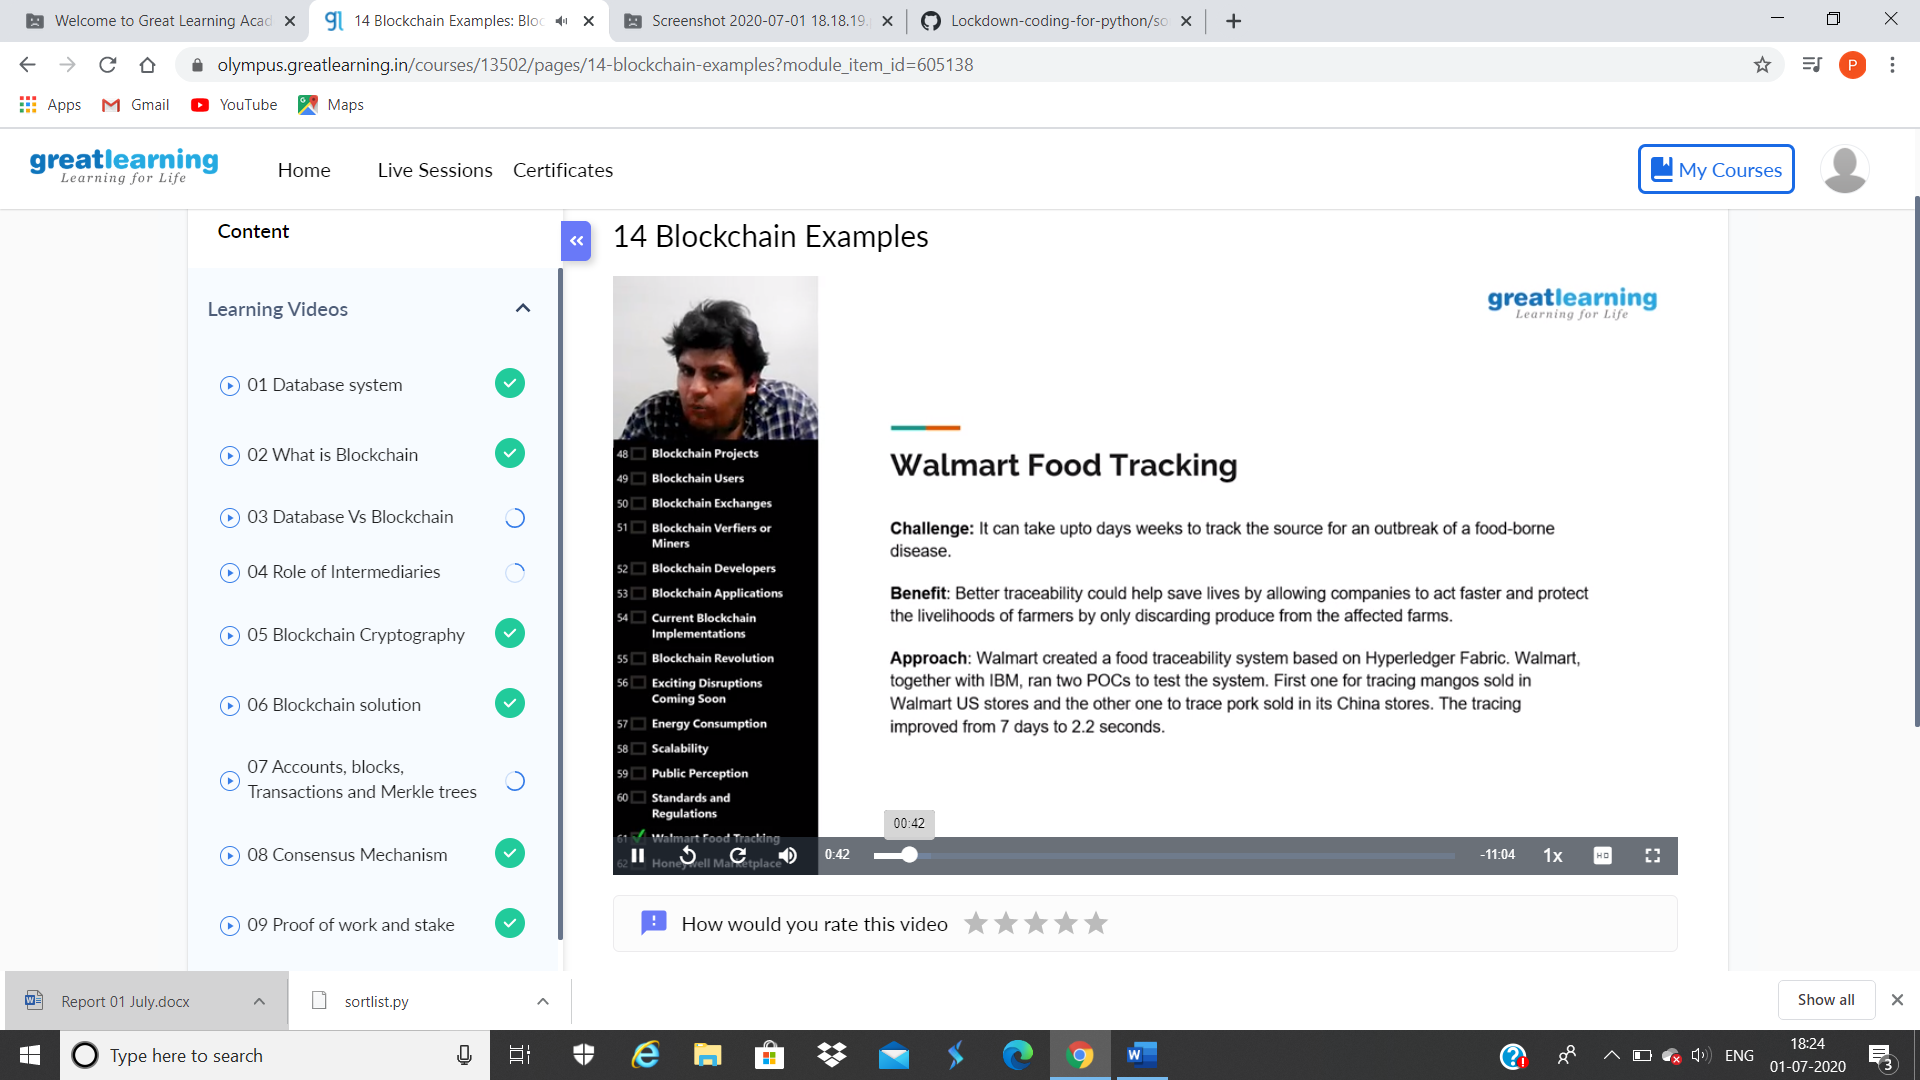 Welcome to Great Learning Acad
14 Blockchain Examples: Bloc
Screenshot 2020-07-01 18.18.19.
Lockdown-coding-for-python/so
olympus.greatlearning.in/courses/13502/pages/14-blockchain-examples?module_item_id=605138
P
Apps
Gmail
YouTube
Maps
greatlearning
Learning for Life
Home
Live Sessions
Certificates
My Courses
Content
Learning Videos
01 Database system
02 What is Blockchain
03 Database Vs Blockchain
04 Role of Intermediaries
05 Blockchain Cryptography
06 Blockchain solution
07 Accounts, blocks,
Transactions and Merkle trees
08 Consensus Mechanism
09 Proof of work and stake
14 Blockchain Examples
48 Blockchain Projects
49 Blockchain Users
50 Blockchain Exchanges
51 Blockchain Verfiers or
Miners
52 Blockchain Developers
53 Blockchain Applications
54 Current Blockchain
Implementations
55 Blockchain Revolution
56 Exciting Disruptions
Coming Soon
57 Energy Consumption
58 Scalability
59 Public Perception
60 Standards and
Regulations
61 Walmart Food Tracking
62 Honeywell Marketplace
greatlearning
Learning for Life
Walmart Food Tracking
Challenge: It can take upto days weeks to track the source for an outbreak of a food-borne
disease.
Benefit: Better traceability could help save lives by allowing companies to act faster and protect
the livelihoods of farmers by only discarding produce from the affected farms.
Approach: Walmart created a food traceability system based on Hyperledger Fabric. Walmart,
together with IBM, ran two POCs to test the system. First one for tracing mangos sold in
Walmart US stores and the other one to trace pork sold in its China stores. The tracing
improved from 7 days to 2.2 seconds.
00:42
0:42
-11:04
1x
HD
How would you rate this video
Report 01 July.docx
sortlist.py
Show all
Type here to search
ENG
18:24
01-07-2020
3